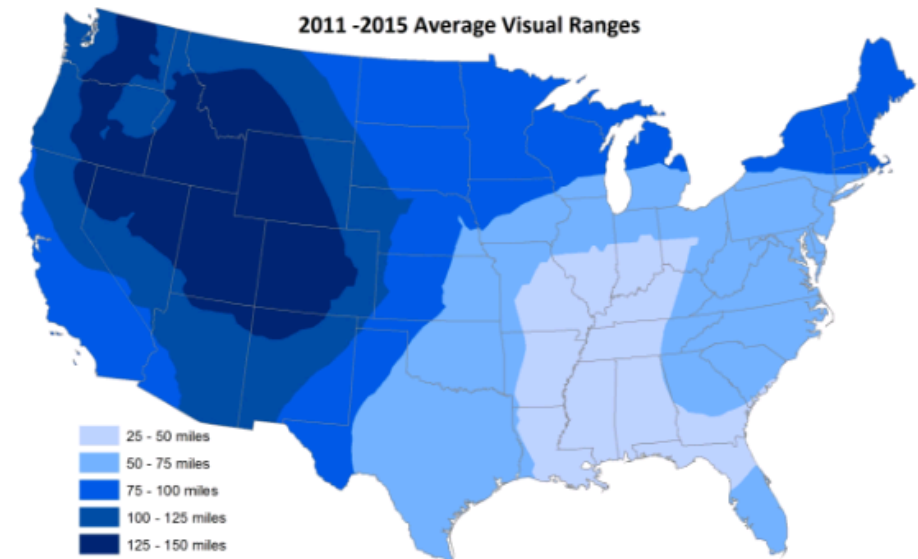 2011 -2015 Average Visual Ranges
25 - 50 miles
50 - 75 miles
75 - 100 miles
100 - 125 miles
125 - 150 miles